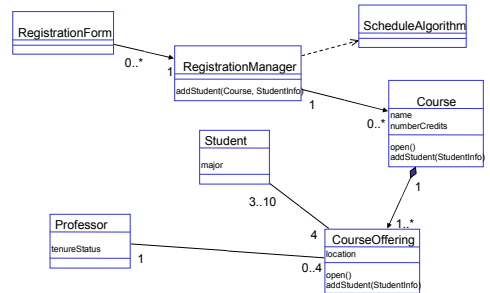 ScheduleAlgorithm
RegistrationForm
0..*
1
RegistrationManager
addStudent(Course, StudentInfo)
1
0..*
Course
name
numberCredits
open()
addStudent(StudentInfo)
1
Student
major
3..10
4
1..*
Professor
tenureStatus
1
0..4
CourseOffering
location
open()
addStudent(StudentInfo)